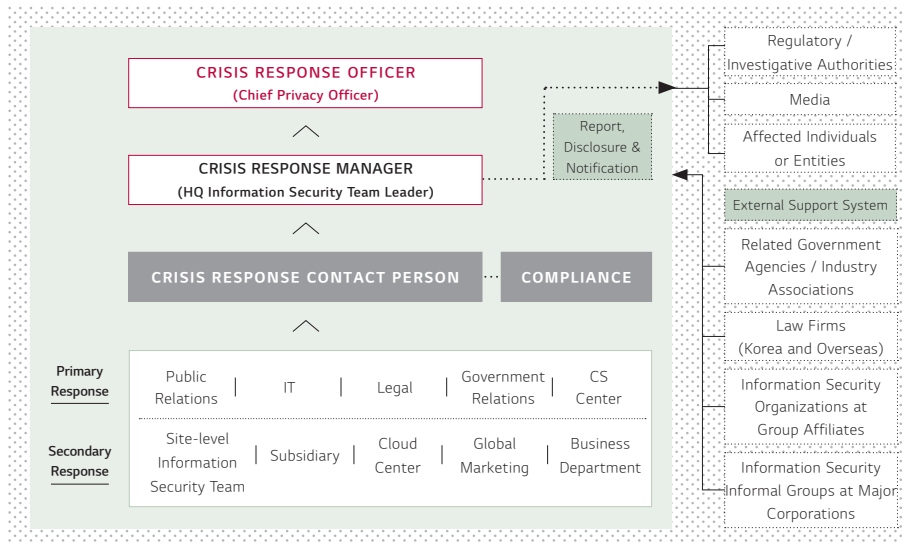 CRISIS RESPONSE OFFICER
(Chief Privacy Officer)
CRISIS RESPONSE MANAGER
(HQ Information Security Team Leader)
Report,
Disclosure &
Notification
CRISIS RESPONSE CONTACT PERSON
COMPLIANCE
Primary
Response
Public
Relations
IT
Legal
Government
Relations
CS
Center
Secondary
Response
Site-level
Information
Security Team
Subsidiary
Cloud
Center
Global
Marketing
Business
Department
Regulatory /
Investigative Authorities
Media
Affected Individuals
or Entities
External Support System
Related Government
Agencies / Industry
Associations
Law Firms
(Korea and Overseas)
Information Security
Organizations at
Group Affiliates
Information Security
Informal Groups at Major
Corporations